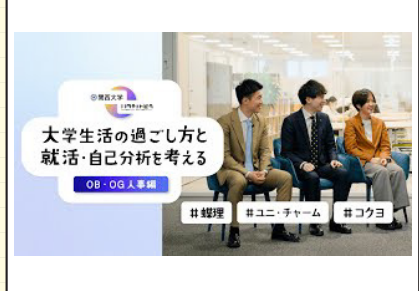 関西大学
大学生活の過ごし方と
就活・自己分析を考える
OB・OG人事編
#蝶理
#ユニ・チャーム
#コクヨ